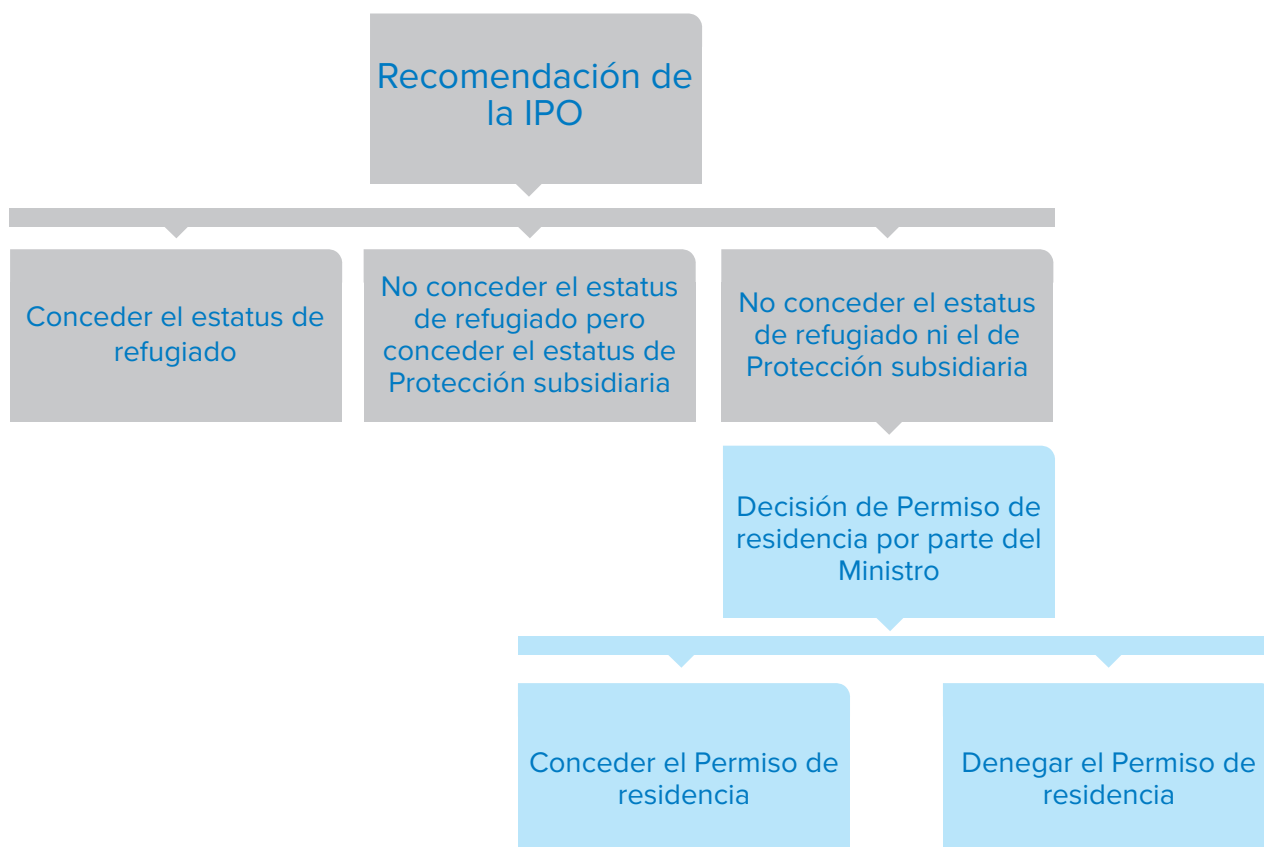 Recomendación de
la IPO
Conceder el estatus de
refugiado
No conceder el estatus
de refugiado pero
conceder el estatus de
Protección subsidiaria
No conceder el estatus
de refugiado ni el de
Protección subsidiaria
Decisión de Permiso de
residencia por parte del
Ministro
Conceder el Permiso de
residencia
Denegar el Permiso de
residencia